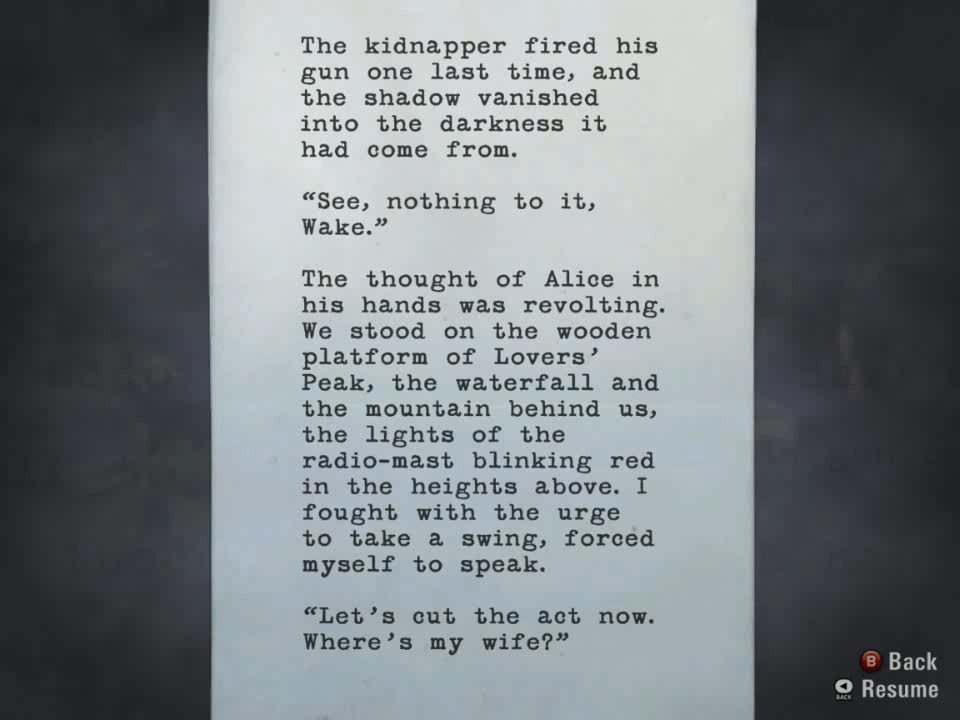 The kidnapper fired his
gun one last time, and
the shadow vanished
into the darkness it
had come from.
“See, nothing to it,
Wake.”
The thought of Alice in
his hands was revolting.
We stood on the wooden
platform of Lovers’
Peak, the waterfall and
the mountain behind us,
the lights of the
radio-mast blinking red
in the heights above. I
fought with the urge
to take a swing, forced
myself to speak.
“Let’s cut the act now.
Where’s my wife?”
B Back
BACK Resume